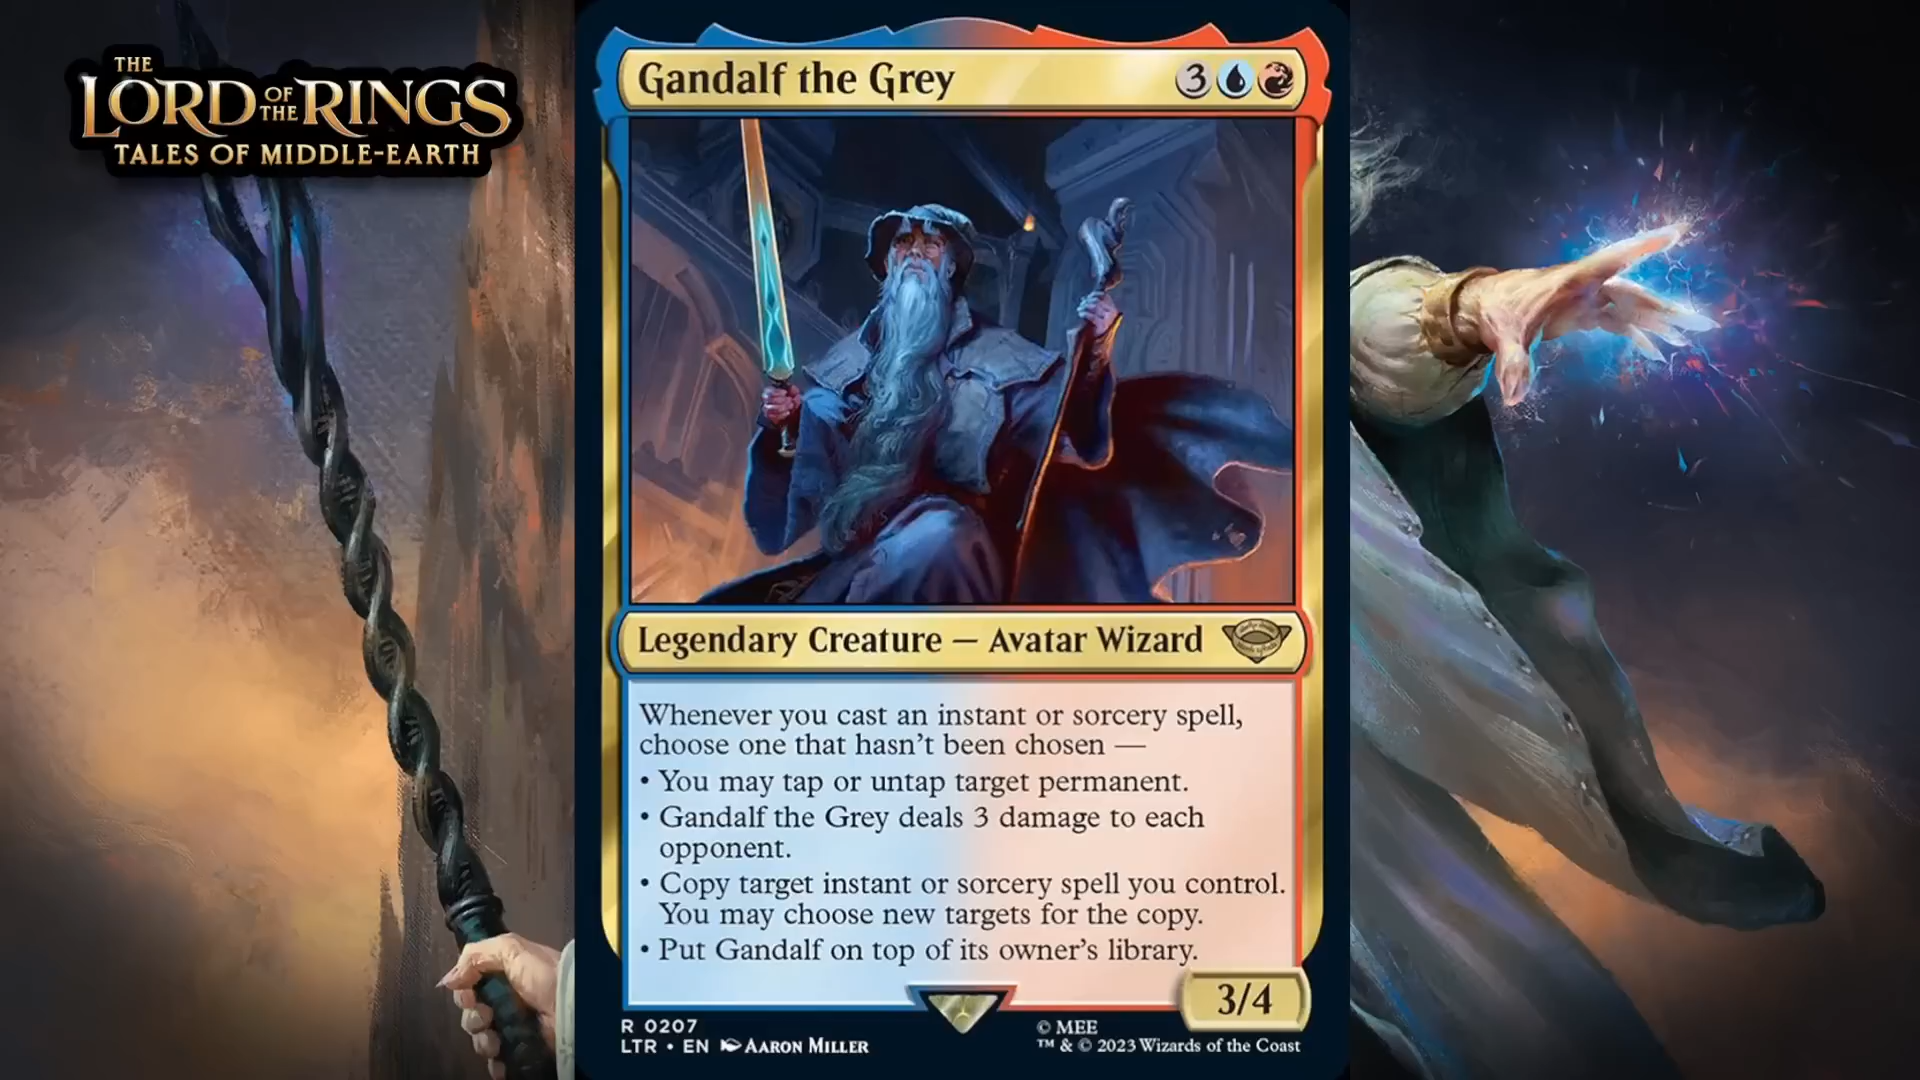 THE
LORD OF THE RINGS
TALES OF MIDDLE-EARTH
Gandalf the Grey 3
Legendary Creature — Avatar Wizard
Whenever you cast an instant or sorcery spell,
choose one that hasn't been chosen —
• You may tap or untap target permanent.
• Gandalf the Grey deals 3 damage to each
opponent.
• Copy target instant or sorcery spell you control.
You may choose new targets for the copy.
• Put Gandalf on top of its owner's library.
3/4
R 0207
LTR • EN AARON MILLER
© MEE
™ & © 2023 Wizards of the Coast